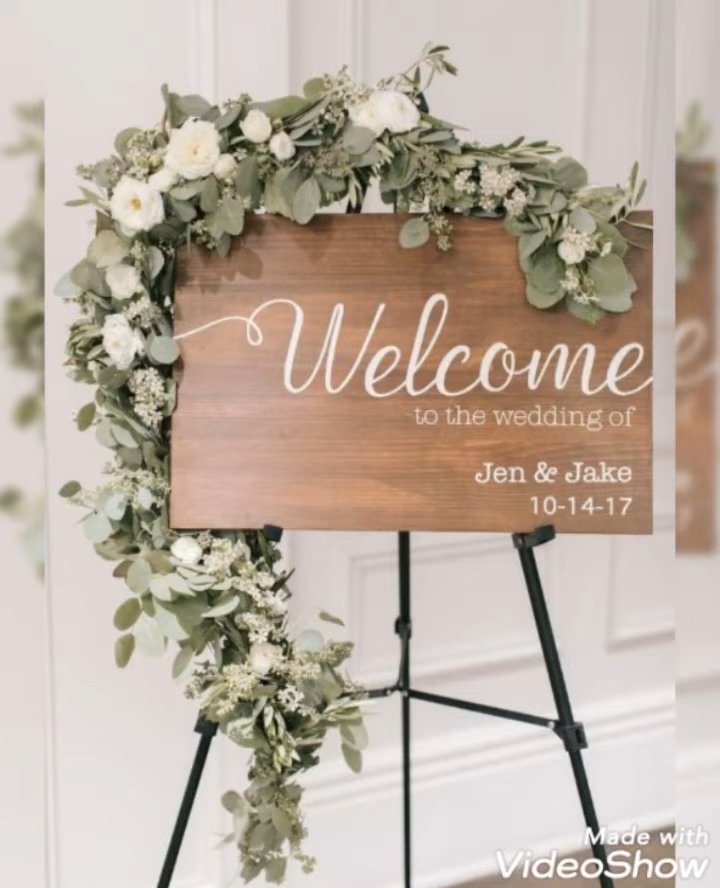 Welcome
to the wedding of
Jen & Jake
10-14-17
Made with
VideoShow